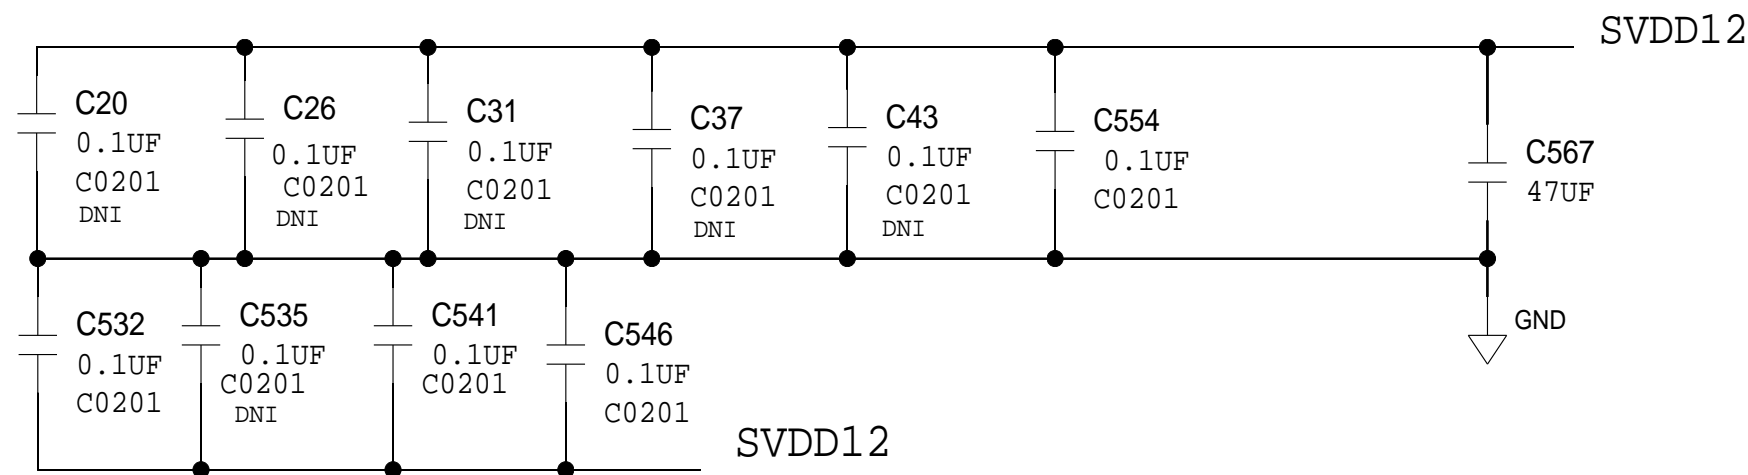 SVDD12
C20
0.1UF
C0201
DNI
C26
0.1UF
C0201
DNI
C31
0.1UF
C0201
DNI
C37
0.1UF
C0201
DNI
C43
0.1UF
C0201
DNI
C554
0.1UF
C0201
C567
47UF
GND
C532
0.1UF
C0201
C535
0.1UF
C0201
DNI
C541
0.1UF
C0201
C546
0.1UF
C0201
SVDD12